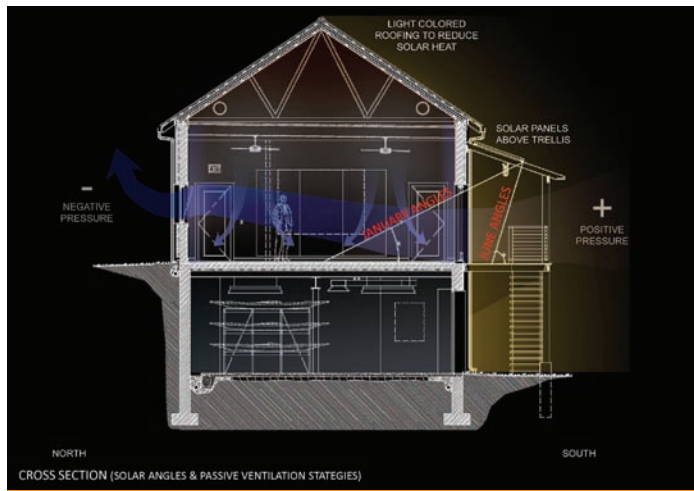 LIGHT COLORED
ROOFING TO REDUCE
SOLAR HEAT
SOLAR PANELS
ABOVE TRELLIS
-
NEGATIVE
PRESSURE
JANUARY ANGLES
JUNE ANGLES
+
POSITIVE
PRESSURE
NORTH
SOUTH
CROSS SECTION (SOLAR ANGLES & PASSIVE VENTILATION STATEGIES)